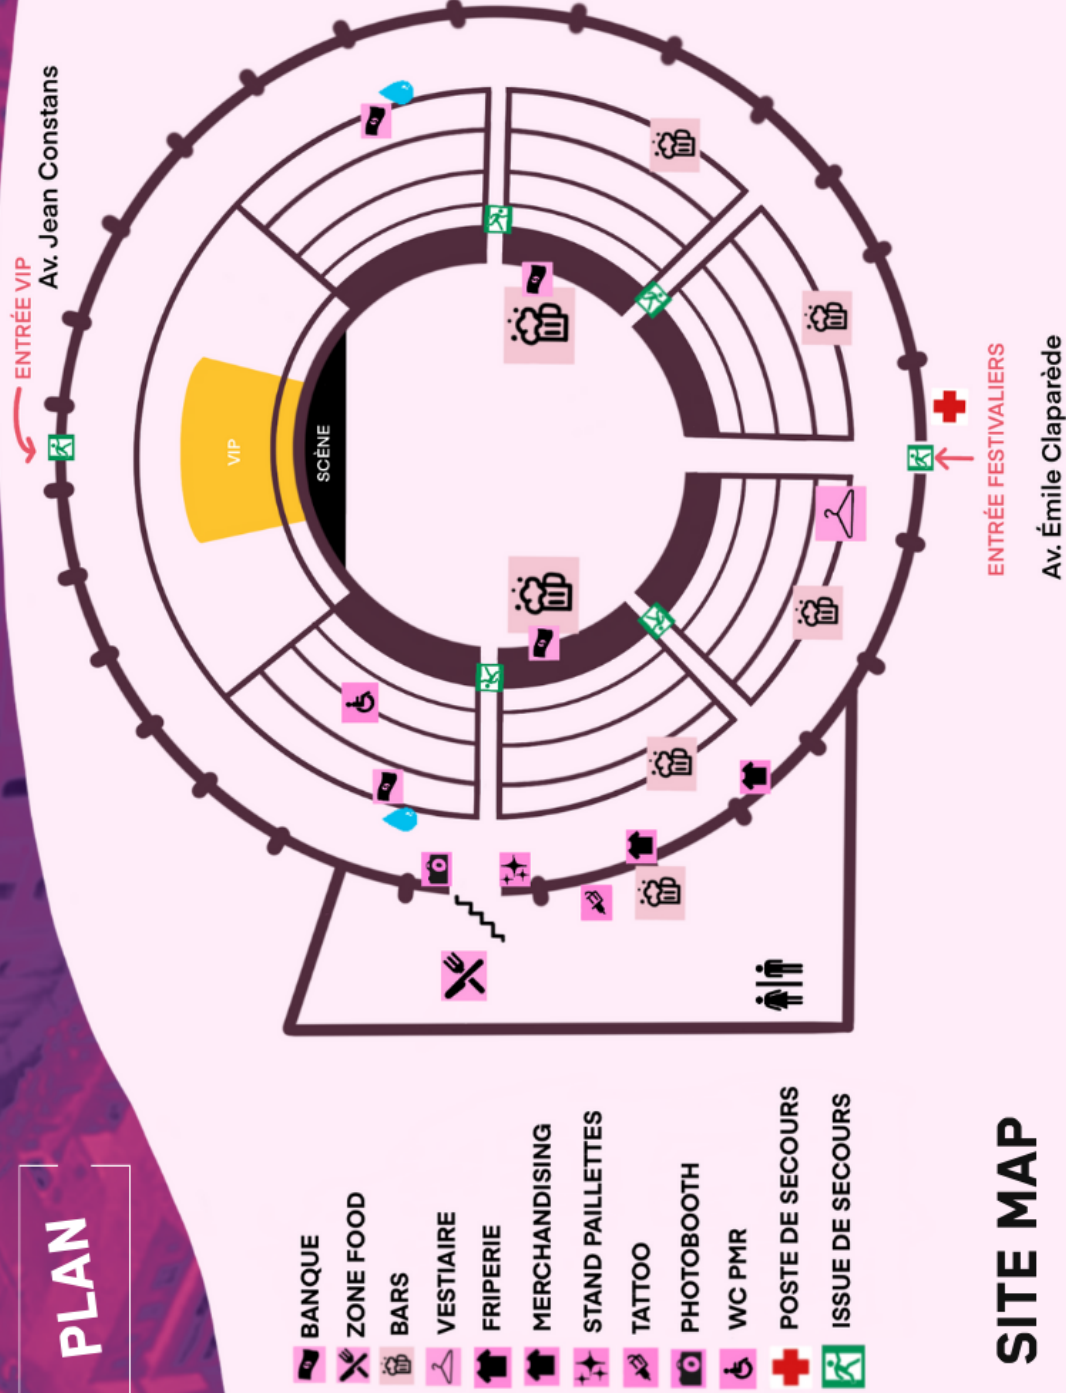 PLAN
BANQUE
ZONE FOOD
BARS
VESTIAIRE
FRIPERIE
MERCHANDISING
STAND PAILLETTES
TATTOO
PHOTOBOOTH
WC PMR
POSTE DE SECOURS
ISSUE DE SECOURS
SITE MAP
ENTRÉE VIP
Av. Jean Constans
VIP
SCÈNE
ENTRÉE FESTIVALIERS
Av. Émile Claparède